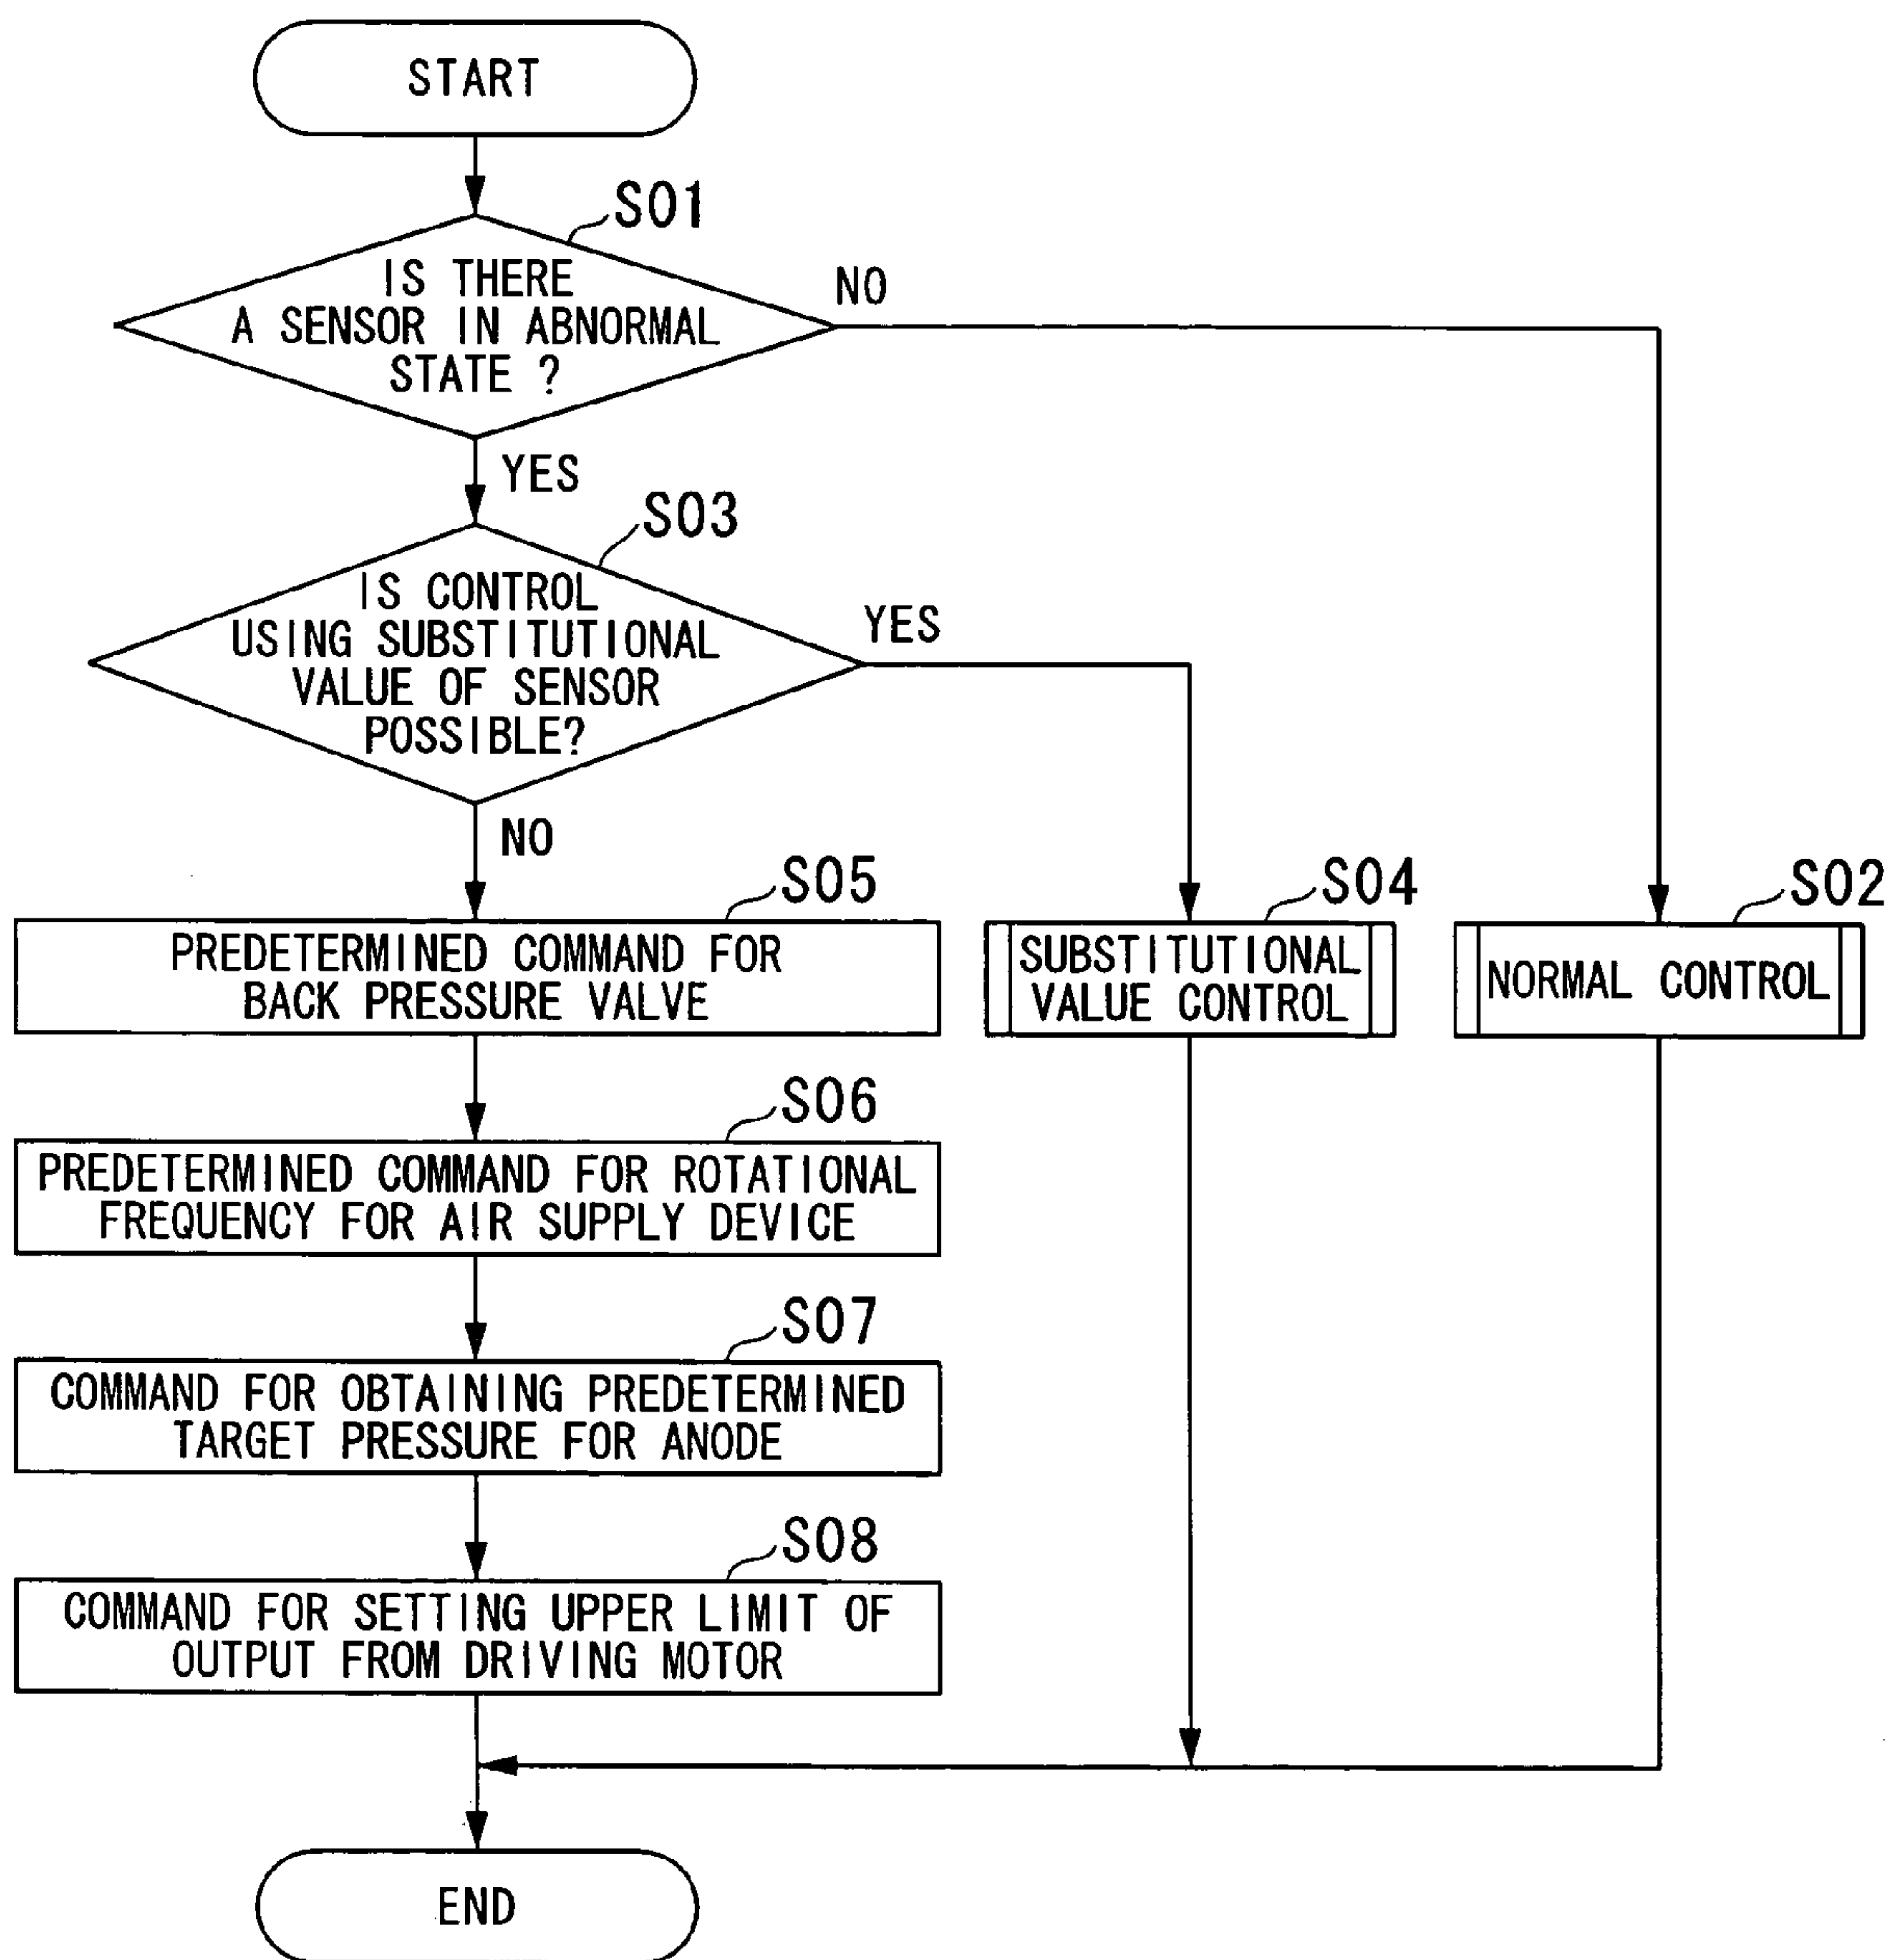 START
S01
IS THERE
A SENSOR IN ABNORMAL
STATE ?
NO
YES
S03
IS CONTROL
USING SUBSTITUTIONAL
VALUE OF SENSOR
POSSIBLE?
YES
NO
S05
PREDETERMINED COMMAND FOR
BACK PRESSURE VALVE
S04
SUBSTITUTIONAL
VALUE CONTROL
S02
NORMAL CONTROL
S06
PREDETERMINED COMMAND FOR ROTATIONAL
FREQUENCY FOR AIR SUPPLY DEVICE
S07
COMMAND FOR OBTAINING PREDETERMINED
TARGET PRESSURE FOR ANODE
S08
COMMAND FOR SETTING UPPER LIMIT OF
OUTPUT FROM DRIVING MOTOR
END